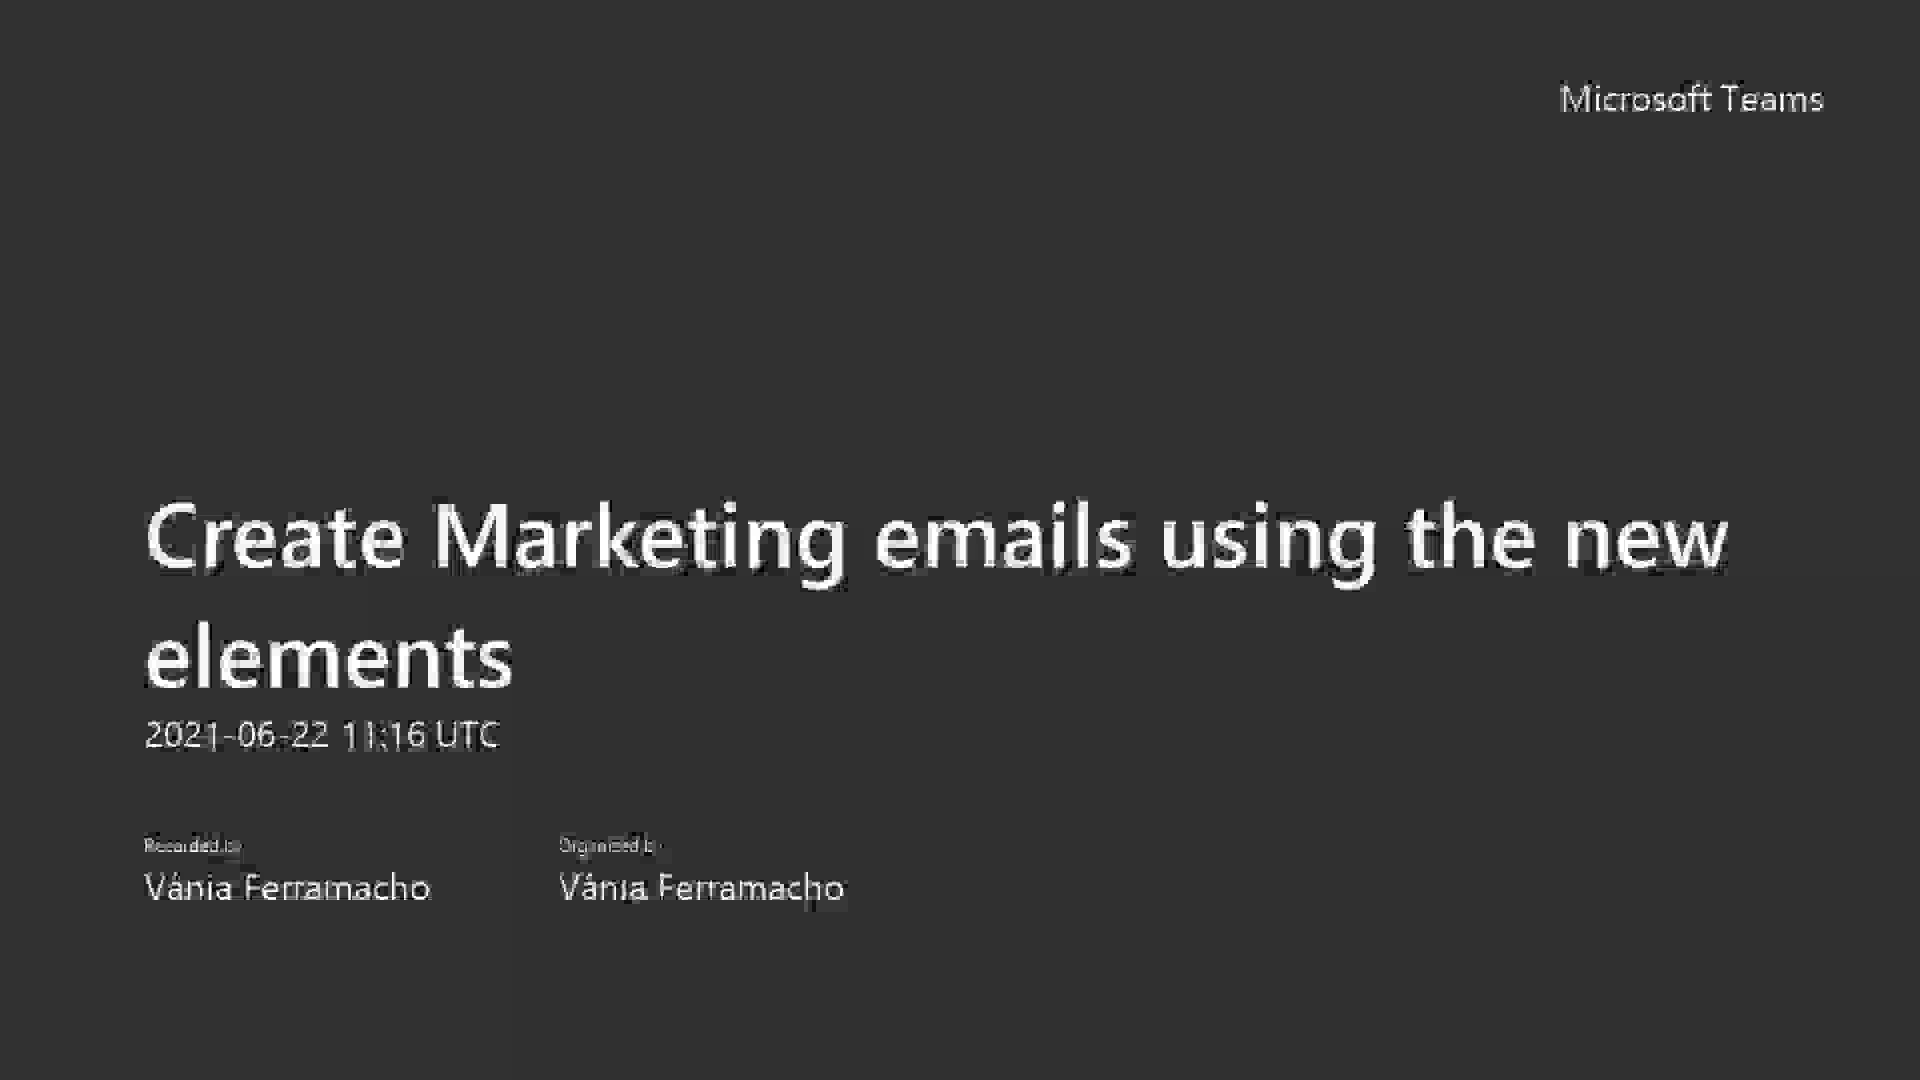 Microsoft Teams
Create Marketing emails using the new
elements
2021-06-22 11:16 UTC
Recorded by
Organized by
Vânia Ferramacho
Vânia Ferramacho